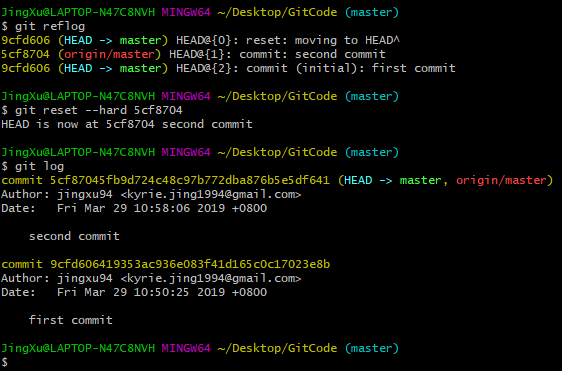 JingXu@LAPTOP-N47C8NVH MINGW64 ~/Desktop/GitCode (master)
$ git reflog
9cfd606 (HEAD -> master) HEAD@{0}: reset: moving to HEAD^
5cf8704 (origin/master) HEAD@{1}: commit: second commit
9cfd606 (HEAD -> master) HEAD@{2}: commit (initial): first commit
JingXu@LAPTOP-N47C8NVH MINGW64 ~/Desktop/GitCode (master)
$ git reset --hard 5cf8704
HEAD is now at 5cf8704 second commit
JingXu@LAPTOP-N47C8NVH MINGW64 ~/Desktop/GitCode (master)
$ git log
commit 5cf87045fb9d724c48c97b772dba876b5e5df641 (HEAD -> master, origin/master)
Author: jingxu94 <kyrie.jing1994@gmail.com>
Date:   Fri Mar 29 10:58:06 2019 +0800
    second commit
commit 9cfd606419353ac936e083f41d165c0c17023e8b
Author: jingxu94 <kyrie.jing1994@gmail.com>
Date:   Fri Mar 29 10:50:25 2019 +0800
    first commit
JingXu@LAPTOP-N47C8NVH MINGW64 ~/Desktop/GitCode (master)
$